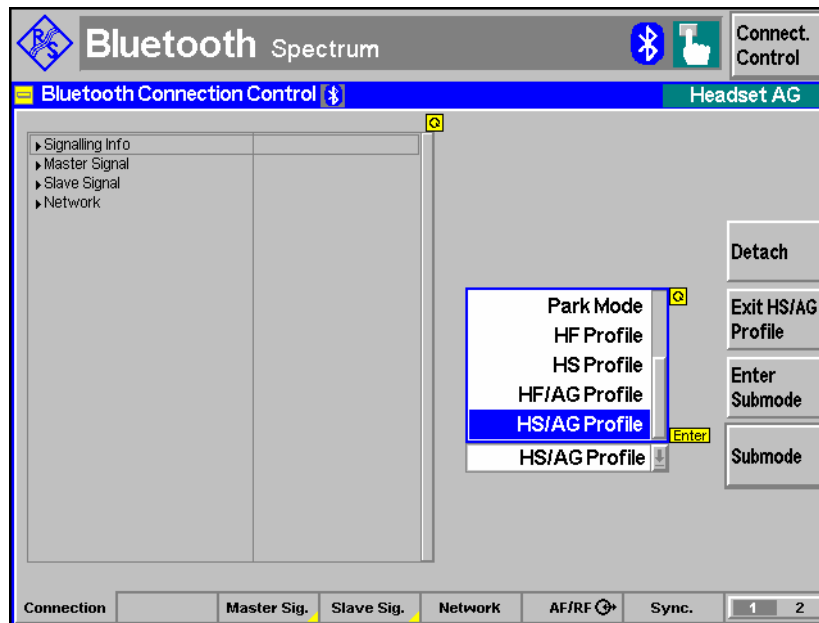 R&S
Bluetooth Spectrum
Connect.
Control
Bluetooth Connection Control
Headset AG
Signalling Info
Master Signal
Slave Signal
Network
Park Mode
HF Profile
HS Profile
HF/AG Profile
HS/AG Profile
Enter
HS/AG Profile
Detach
Exit HS/AG
Profile
Enter
Submode
Submode
Connection
Master Sig.
Slave Sig.
Network
AF/RF
Sync.
1 2